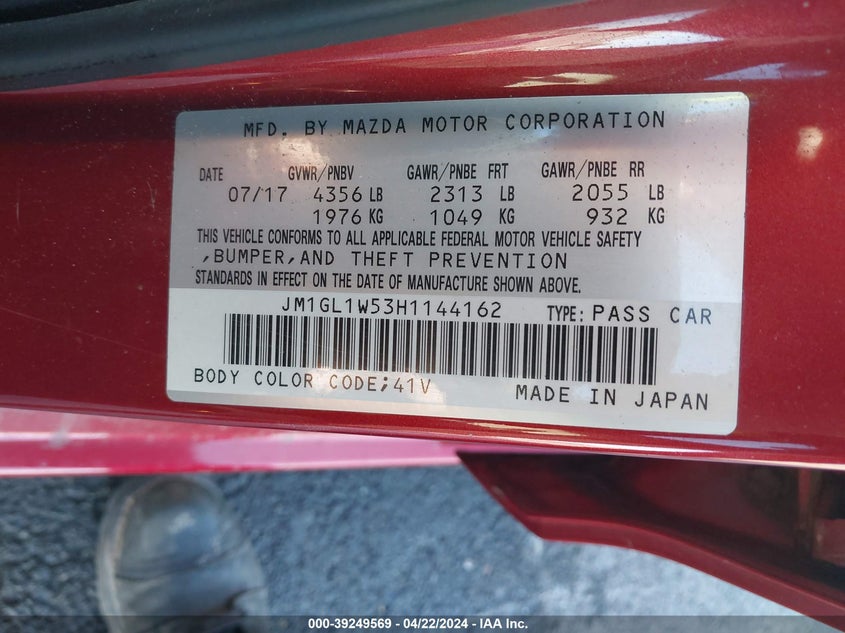 MFD. BY MAZDA MOTOR CORPORATION
DATE GVWR/PNBV GAWR/PNBE FRT GAWR/PNBE RR
07/17 4356 LB 2313 LB 2055 LB
1976 KG 1049 KG 932 KG
THIS VEHICLE CONFORMS TO ALL APPLICABLE FEDERAL MOTOR VEHICLE SAFETY
,BUMPER,AND THEFT PREVENTION
STANDARDS IN EFFECT ON THE DATE OF MANUFACTURE SHOWN ABOVE.
JM1GL1W53H1144162 TYPE: PASS CAR
BODY COLOR CODE;41V
MADE IN JAPAN
000-39249569 - 04/22/2024 - IAA Inc.